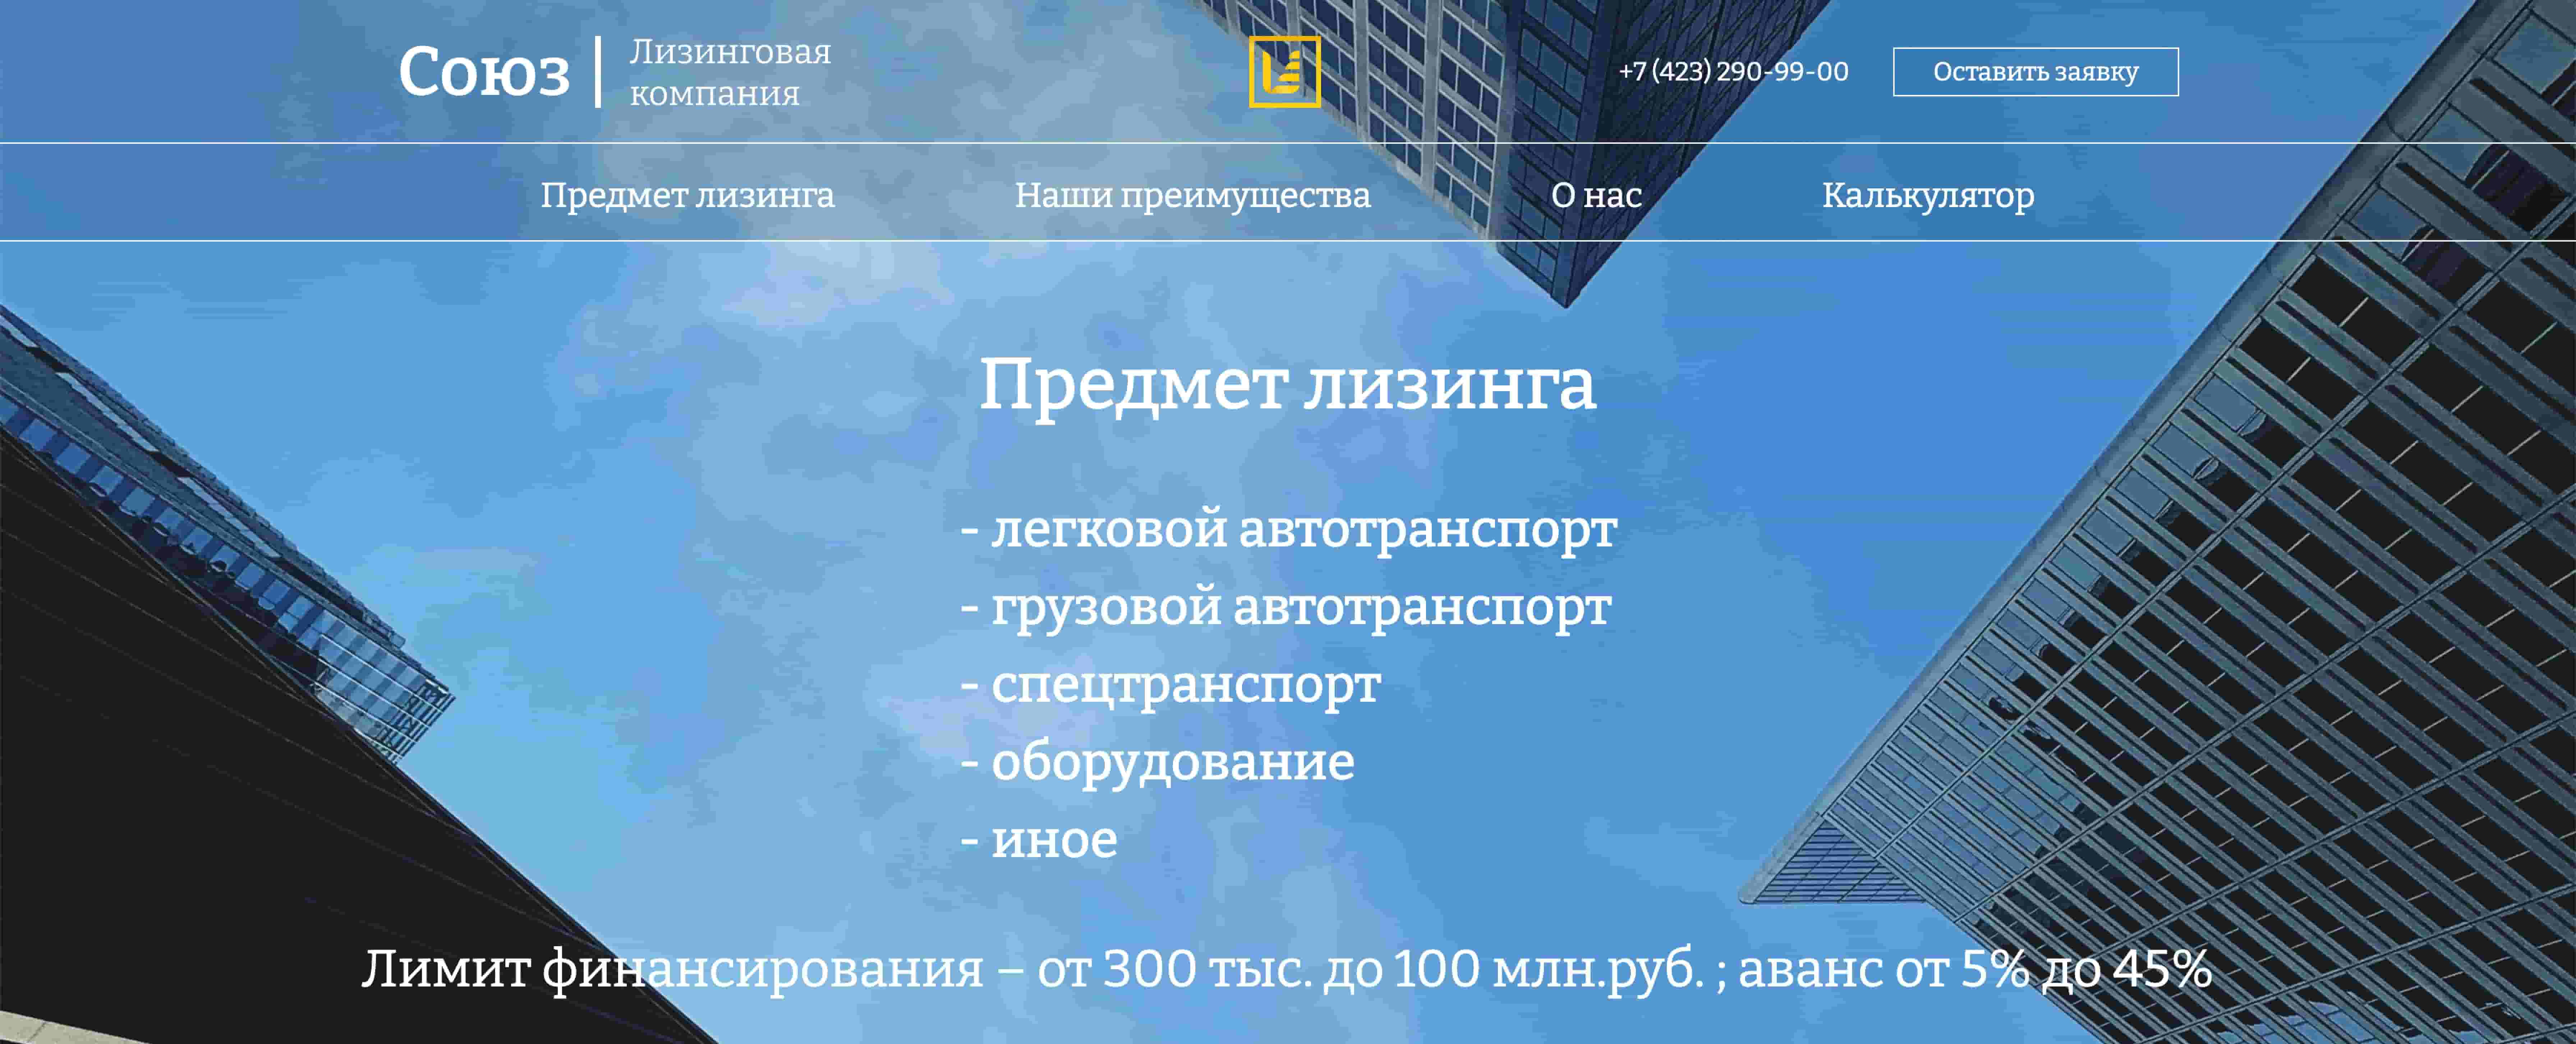 Союз
Лизинговая
компания
+7 (423) 290-99-00
Оставить заявку
Предмет лизинга
Наши преимущества
О нас
Калькулятор
Предмет лизинга
- легковой автотранспорт
- грузовой автотранспорт
- спецтранспорт
- оборудование
- иное
Лимит финансирования – от 300 тыс. до 100 млн.руб. ; аванс от 5% до 45%